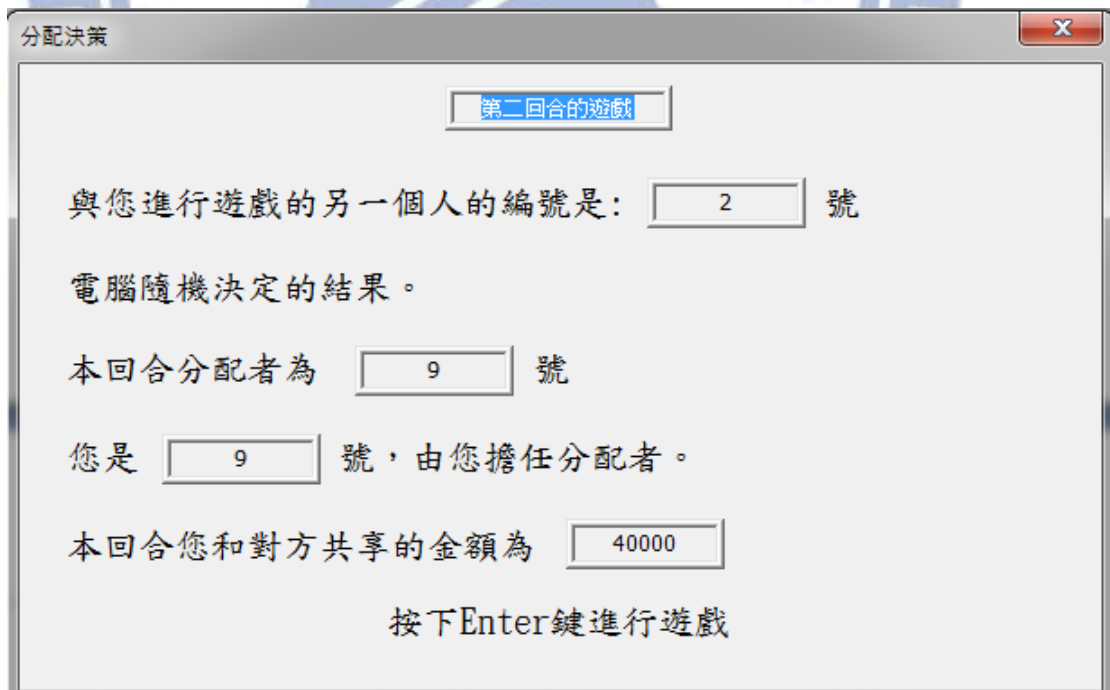 分配決策
第二回合的遊戲
與您進行遊戲的另一個人的編號是: 2 號
電腦隨機決定的結果。
本回合分配者為 9 號
您是 9 號，由您擔任分配者。
本回合您和對方共享的金額為 40000
按下Enter鍵進行遊戲